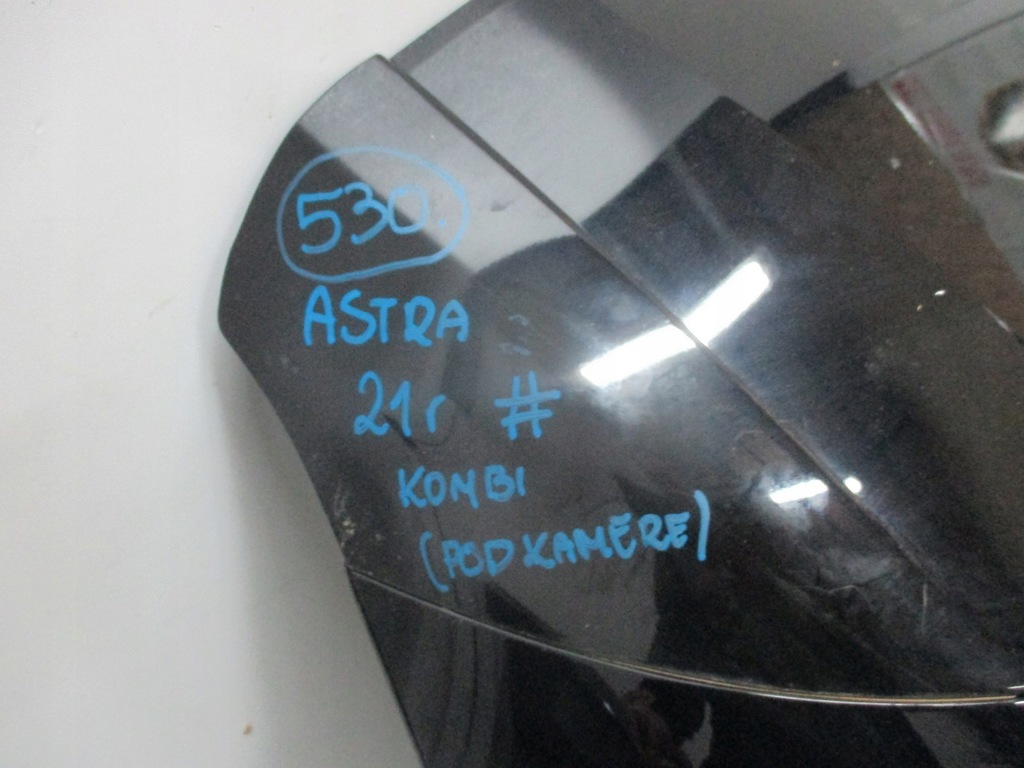 530.
ASTRA
21r #
KOMBI
(POD KAMERE)